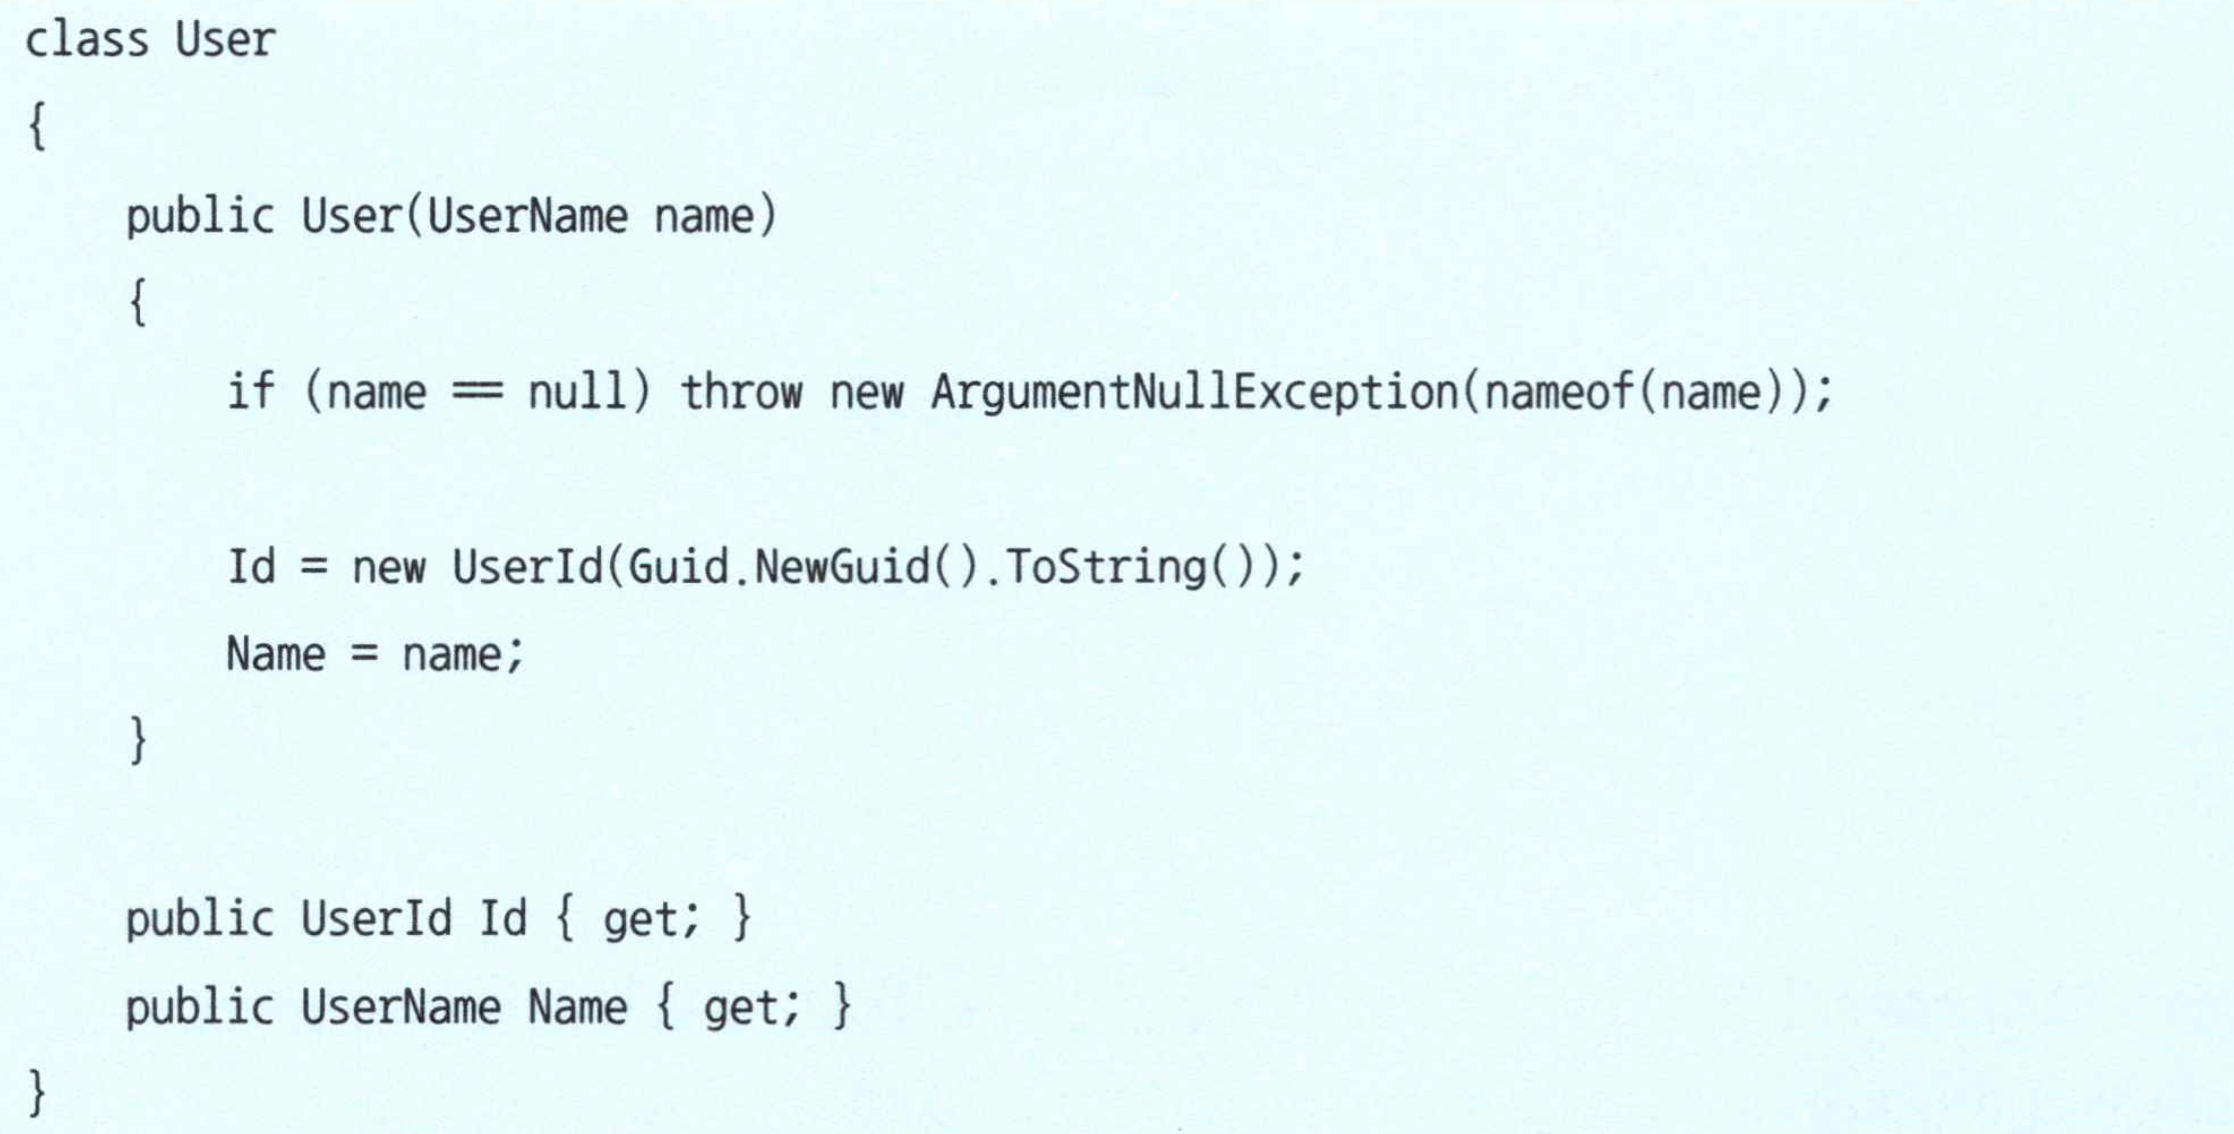 class User
{
    public User(UserName name)
    {
        if (name == null) throw new ArgumentNullException(nameof(name));

        Id = new UserId(Guid.NewGuid().ToString());
        Name = name;
    }

    public UserId Id { get; }
    public UserName Name { get; }
}